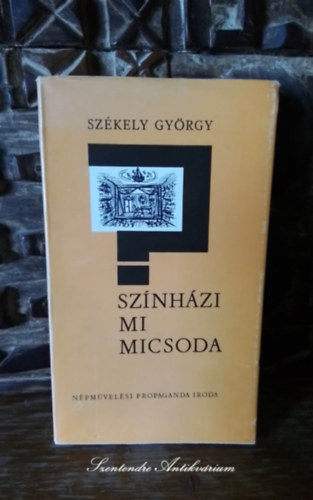 SZÉKELY GYÖRGY
SZÍNHÁZI
MI
MICSODA
NÉPMŰVELÉSI PROPAGANDA IRODA
Szentendre Antikvárium